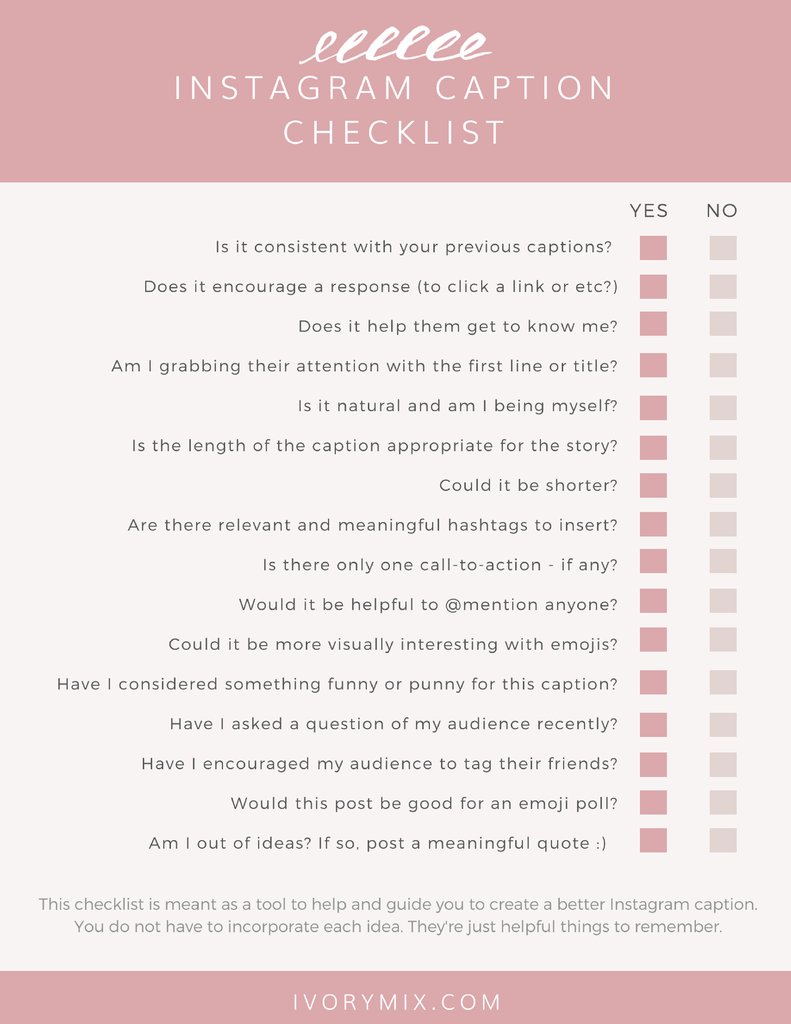 INSTAGRAM CAPTION
CHECKLIST
YES NO
Is it consistent with your previous captions?
Does it encourage a response (to click a link or etc?)
Does it help them get to know me?
Am I grabbing their attention with the first line or title?
Is it natural and am I being myself?
Is the length of the caption appropriate for the story?
Could it be shorter?
Are there relevant and meaningful hashtags to insert?
Is there only one call-to-action - if any?
Would it be helpful to @mention anyone?
Could it be more visually interesting with emojis?
Have I considered something funny or punny for this caption?
Have I asked a question of my audience recently?
Have I encouraged my audience to tag their friends?
Would this post be good for an emoji poll?
Am I out of ideas? If so, post a meaningful quote :)
This checklist is meant as a tool to help and guide you to create a better Instagram caption.
You do not have to incorporate each idea. They're just helpful things to remember.
IVORYMIX.COM